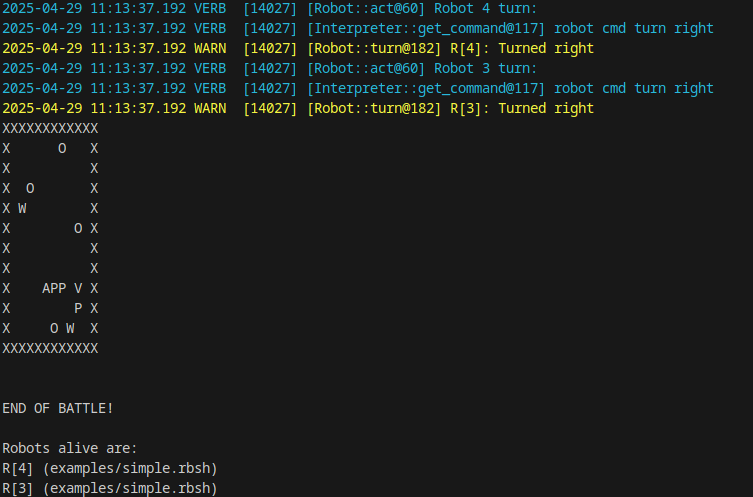 2025-04-29 11:13:37.192 VERB  [14027] [Robot::act@60] Robot 4 turn:
2025-04-29 11:13:37.192 VERB  [14027] [Interpreter::get_command@117] robot cmd turn right
2025-04-29 11:13:37.192 WARN  [14027] [Robot::turn@182] R[4]: Turned right
2025-04-29 11:13:37.192 VERB  [14027] [Robot::act@60] Robot 3 turn:
2025-04-29 11:13:37.192 VERB  [14027] [Interpreter::get_command@117] robot cmd turn right
2025-04-29 11:13:37.192 WARN  [14027] [Robot::turn@182] R[3]: Turned right
XXXXXXXXXXXX
X      O   X
X          X
X  O       X
X W        X
X        O X
X          X
X          X
X    APP V X
X        P X
X     O W  X
XXXXXXXXXXXX
END OF BATTLE!
Robots alive are:
R[4] (examples/simple.rbsh)
R[3] (examples/simple.rbsh)